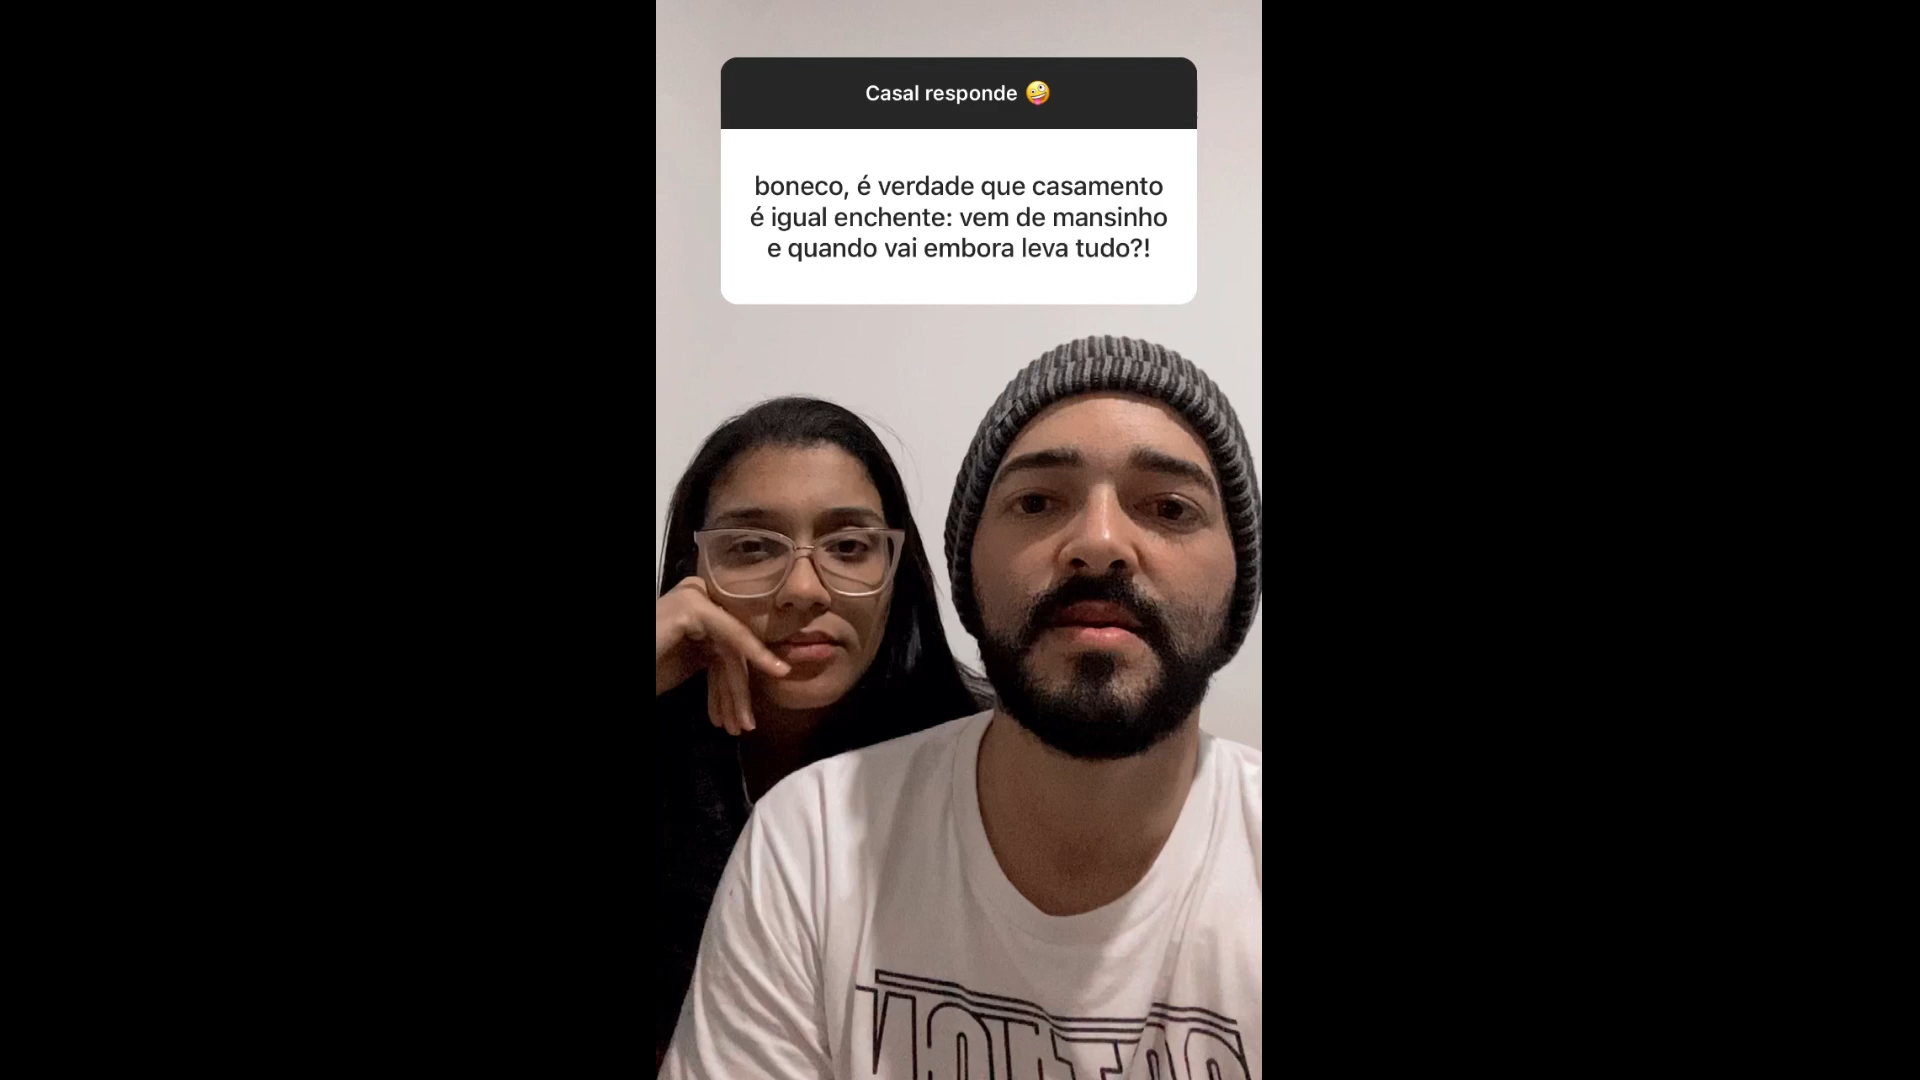 Casal responde 🤪
boneco, é verdade que casamento
é igual enchente: vem de mansinho
e quando vai embora leva tudo?!